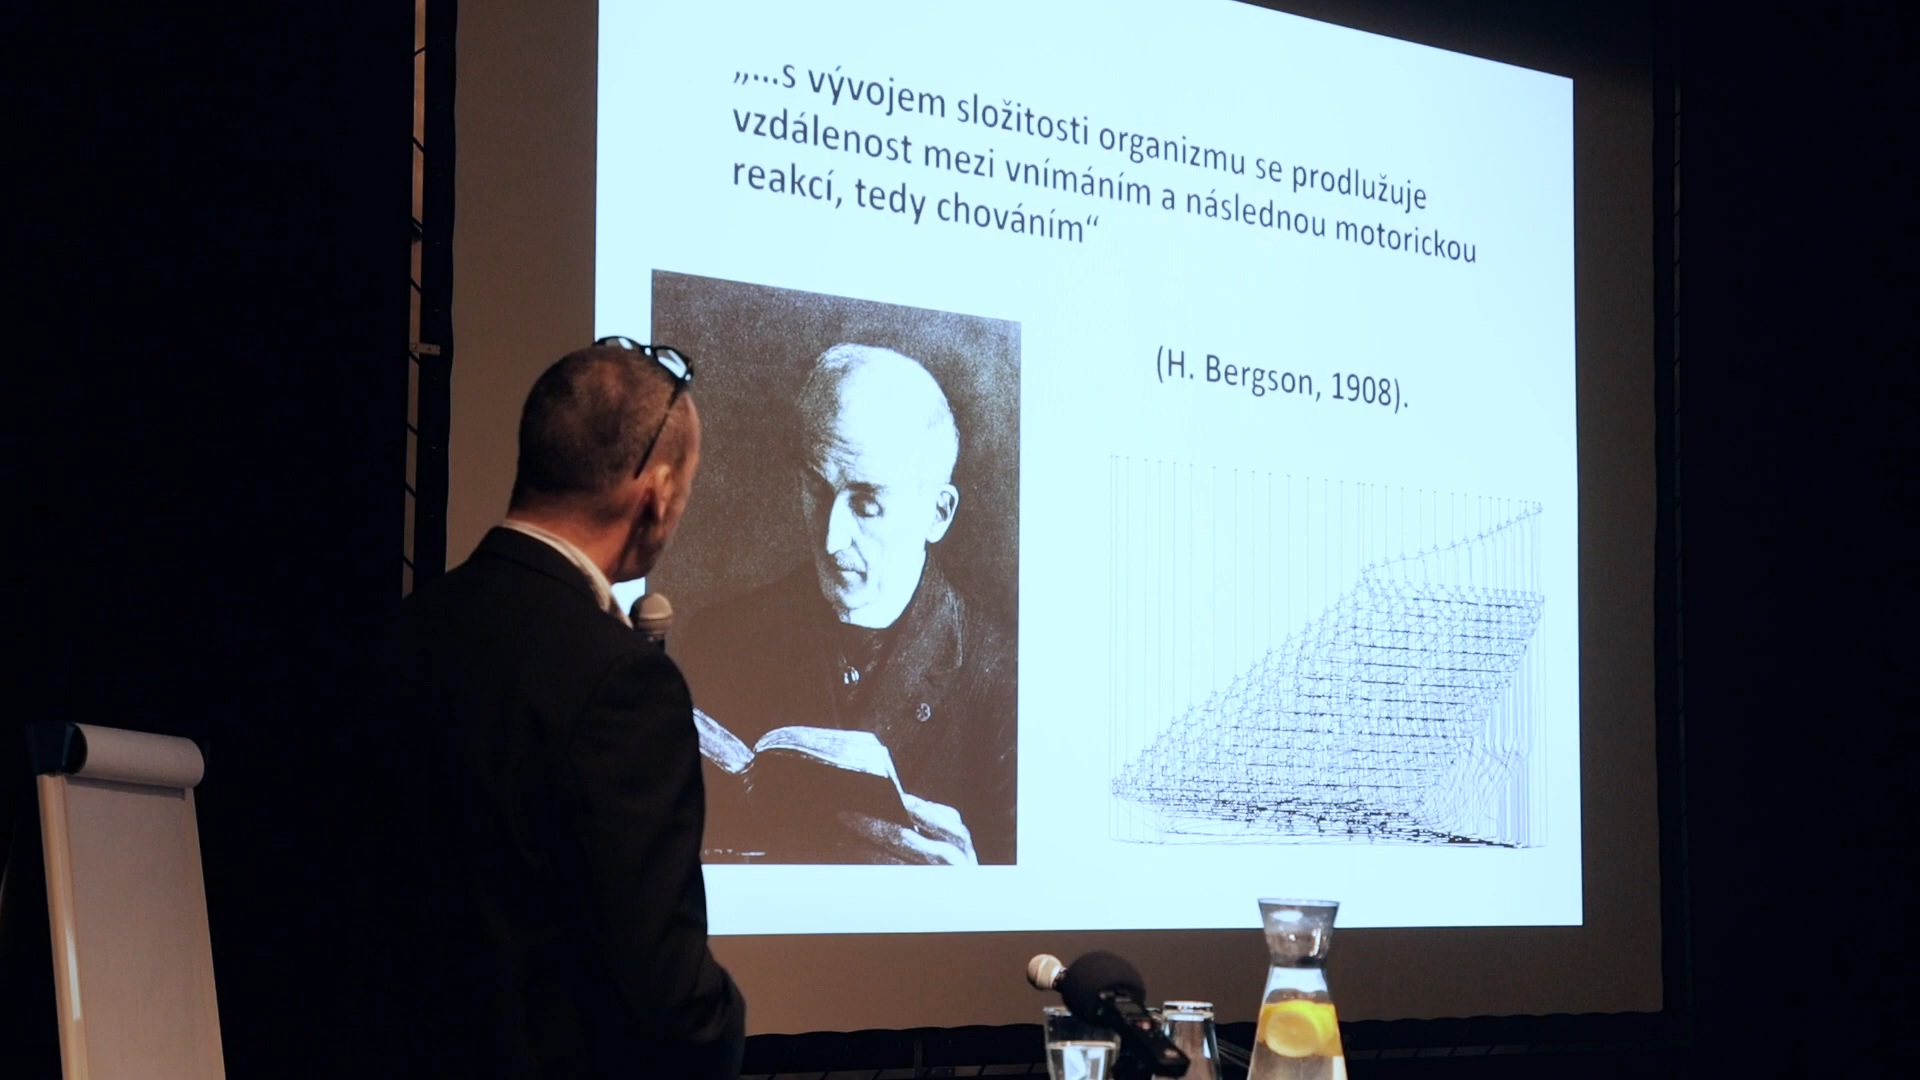 „...s vývojem složitosti organizmu se prodlužuje
vzdálenost mezi vnímáním a následnou motorickou
reakcí, tedy chováním“
(H. Bergson, 1908).